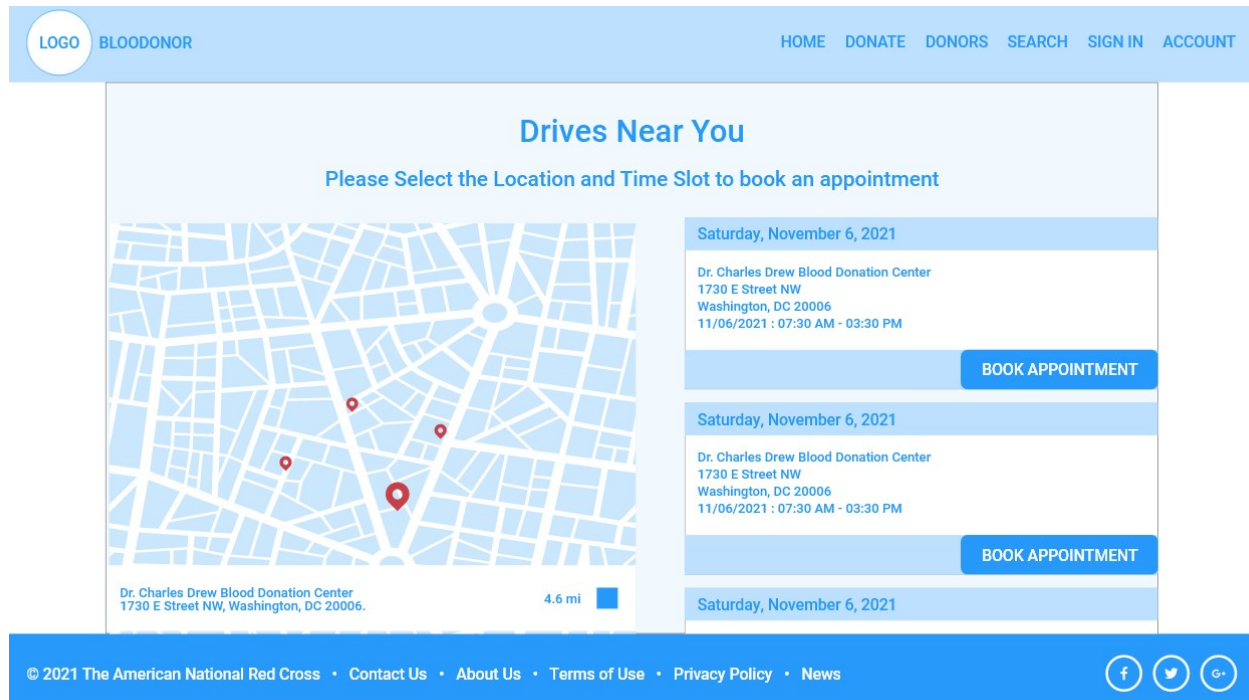 LOGO
BLOODONOR
HOME DONATE DONORS SEARCH SIGN IN ACCOUNT
Drives Near You
Please Select the Location and Time Slot to book an appointment
Dr. Charles Drew Blood Donation Center
1730 E Street NW, Washington, DC 20006.
4.6 mi
Saturday, November 6, 2021
Dr. Charles Drew Blood Donation Center
1730 E Street NW
Washington, DC 20006
11/06/2021 : 07:30 AM - 03:30 PM
BOOK APPOINTMENT
Saturday, November 6, 2021
Dr. Charles Drew Blood Donation Center
1730 E Street NW
Washington, DC 20006
11/06/2021 : 07:30 AM - 03:30 PM
BOOK APPOINTMENT
Saturday, November 6, 2021
© 2021 The American National Red Cross • Contact Us • About Us • Terms of Use • Privacy Policy • News
f G+